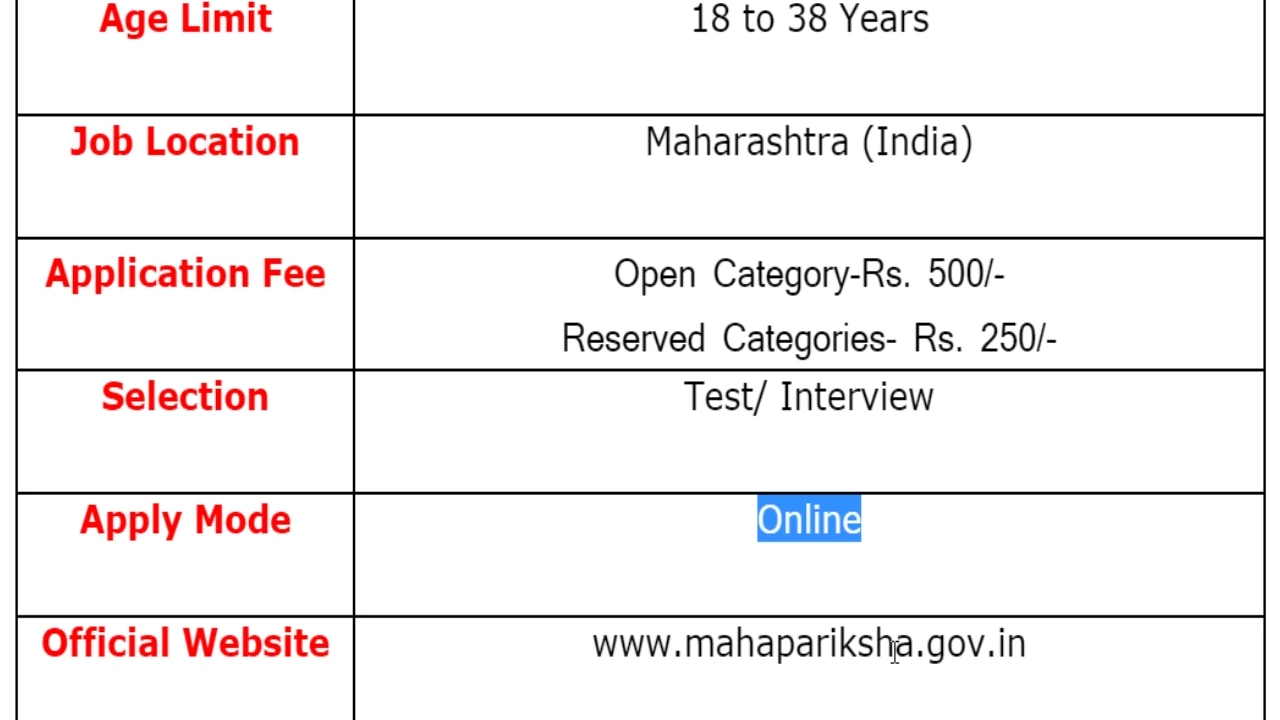 Age Limit 18 to 38 Years
Job Location Maharashtra (India)
Application Fee Open Category-Rs. 500/-
Reserved Categories- Rs. 250/-
Selection Test/ Interview
Apply Mode Online
Official Website www.mahapariksha.gov.in